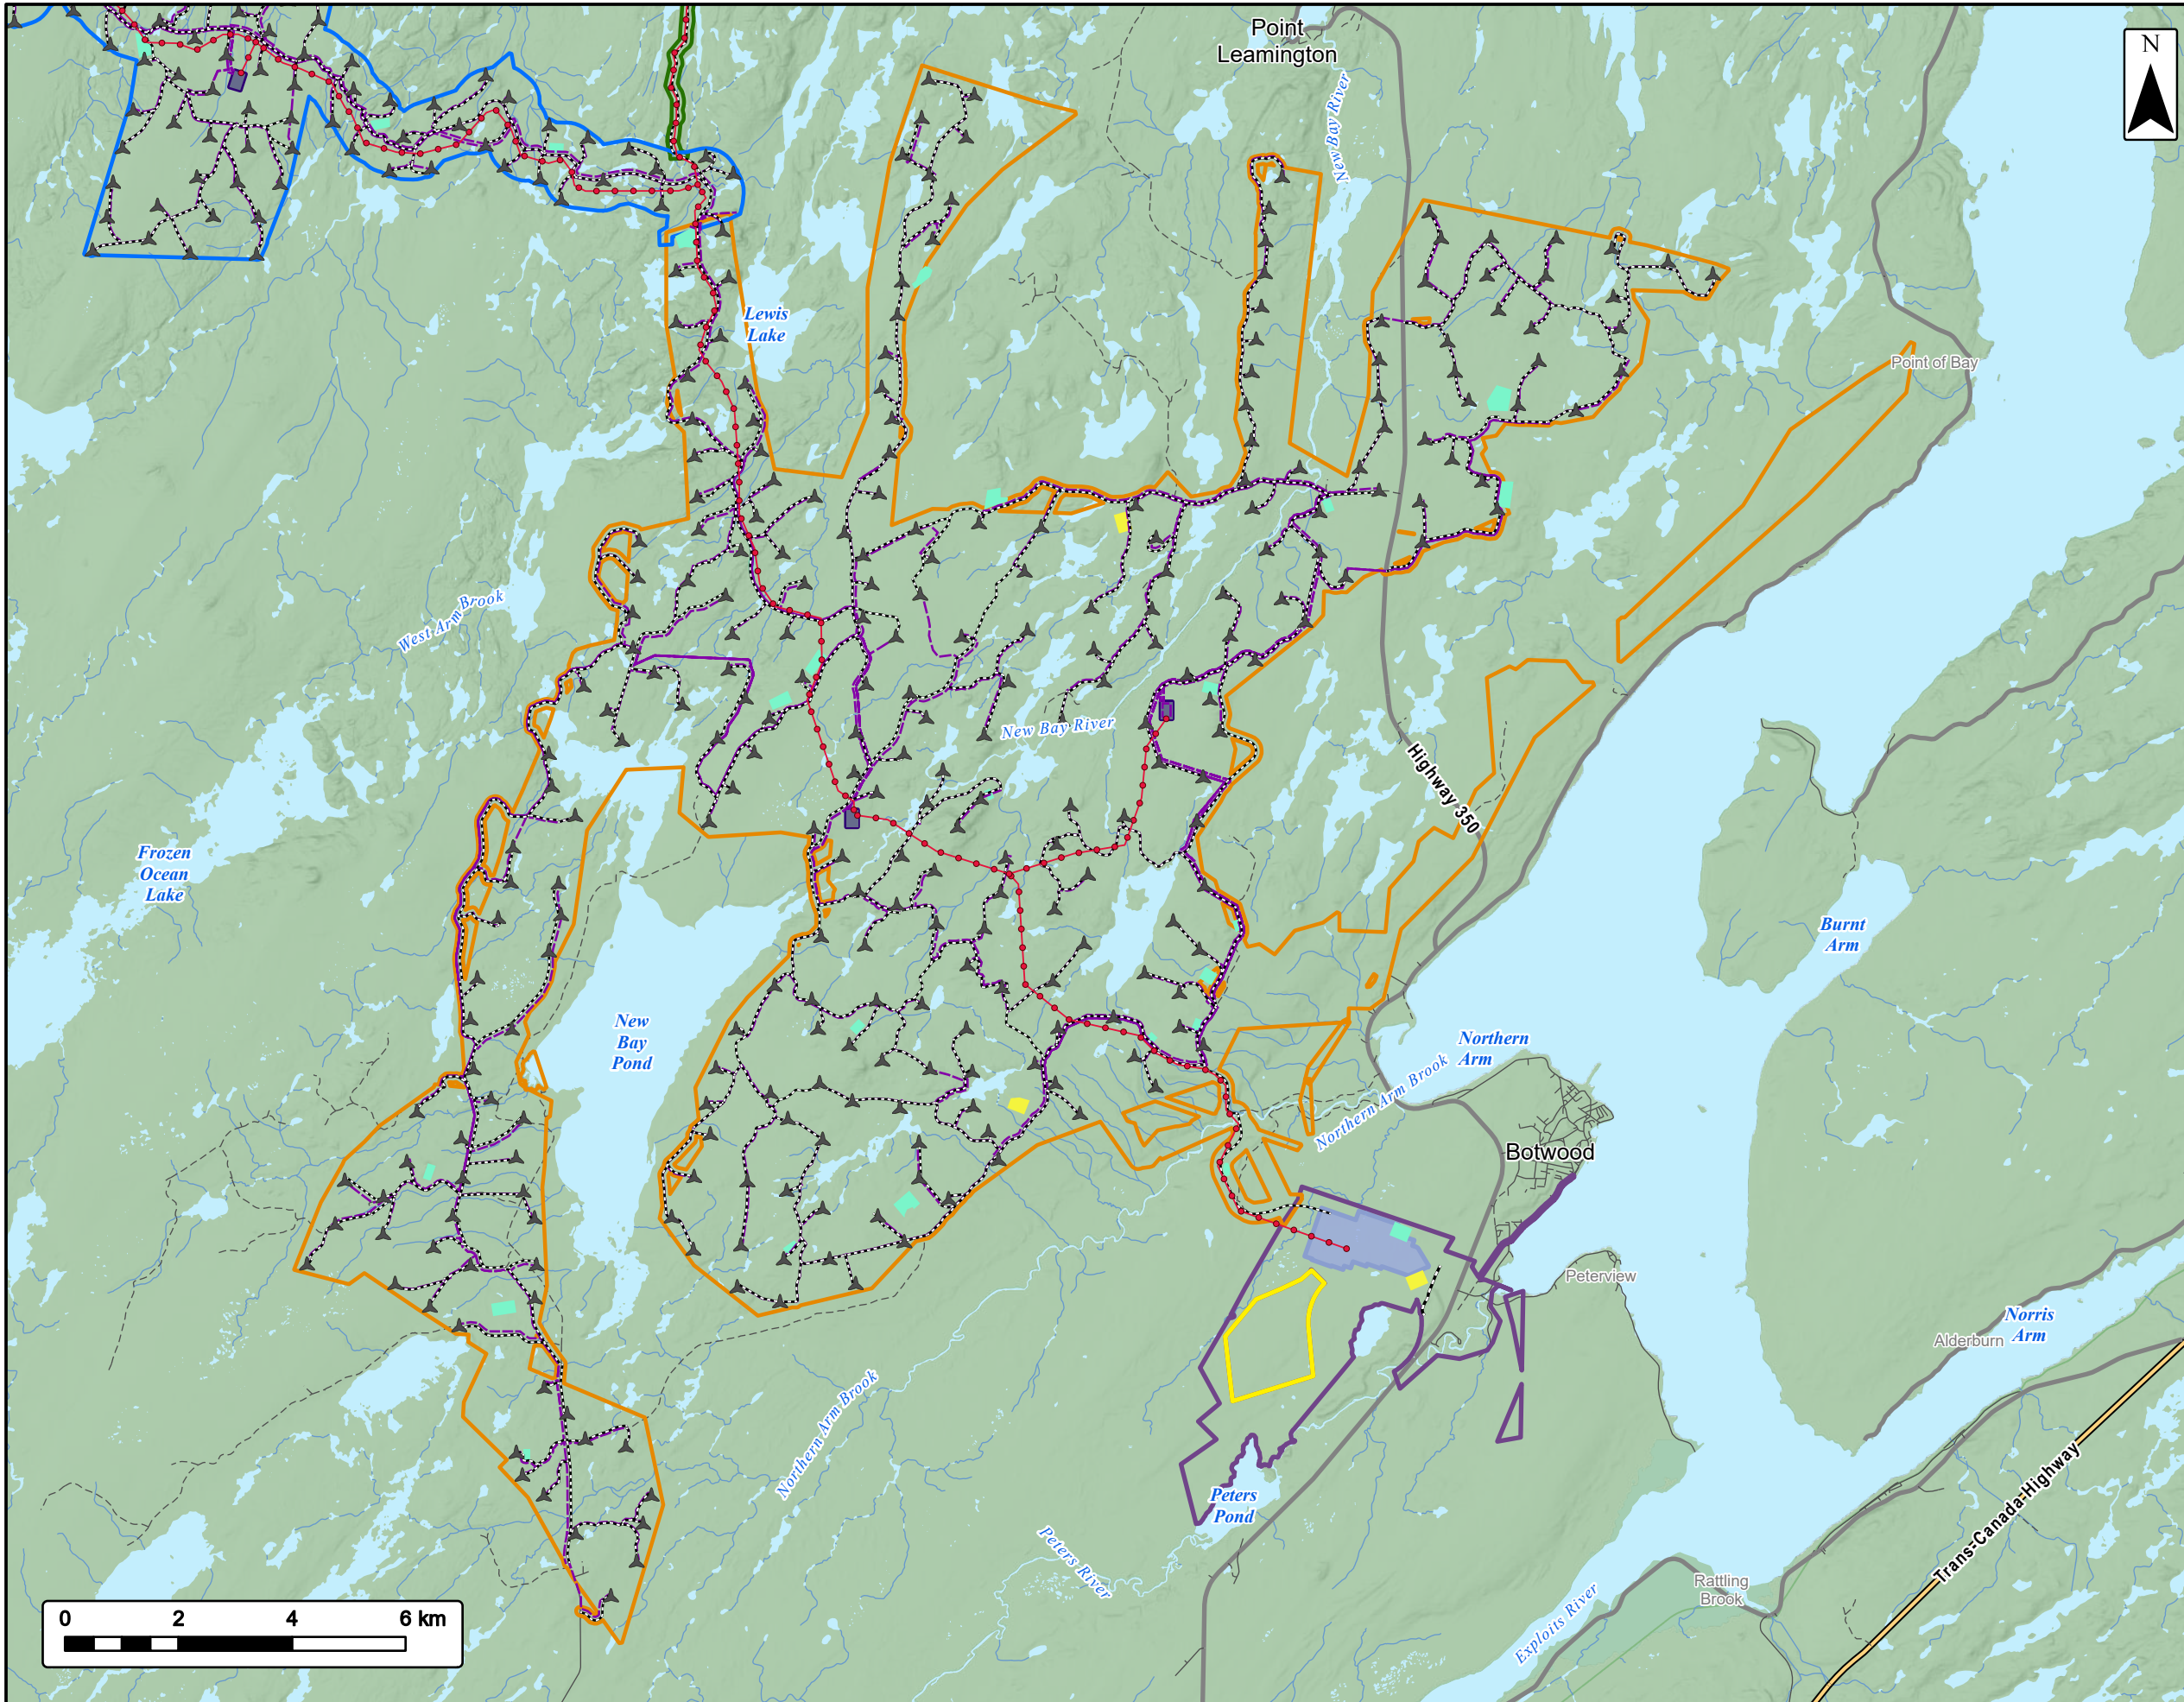 Point
Leamington
N
New Bay River
Lewis
Lake
Point of Bay
West Arm Brook
New Bay River
Highway 350
Frozen
Ocean
Lake
Burnt
Arm
New
Bay
Pond
Northern
Arm
Northern Arm Brook
Botwood
Peterview
Norris
Arm
Alderburn
Northern Arm Brook
Trans-Canada-Highway
Peters
Pond
Peters River
Rattling
Brook
Exploits River
0 2 4 6 km